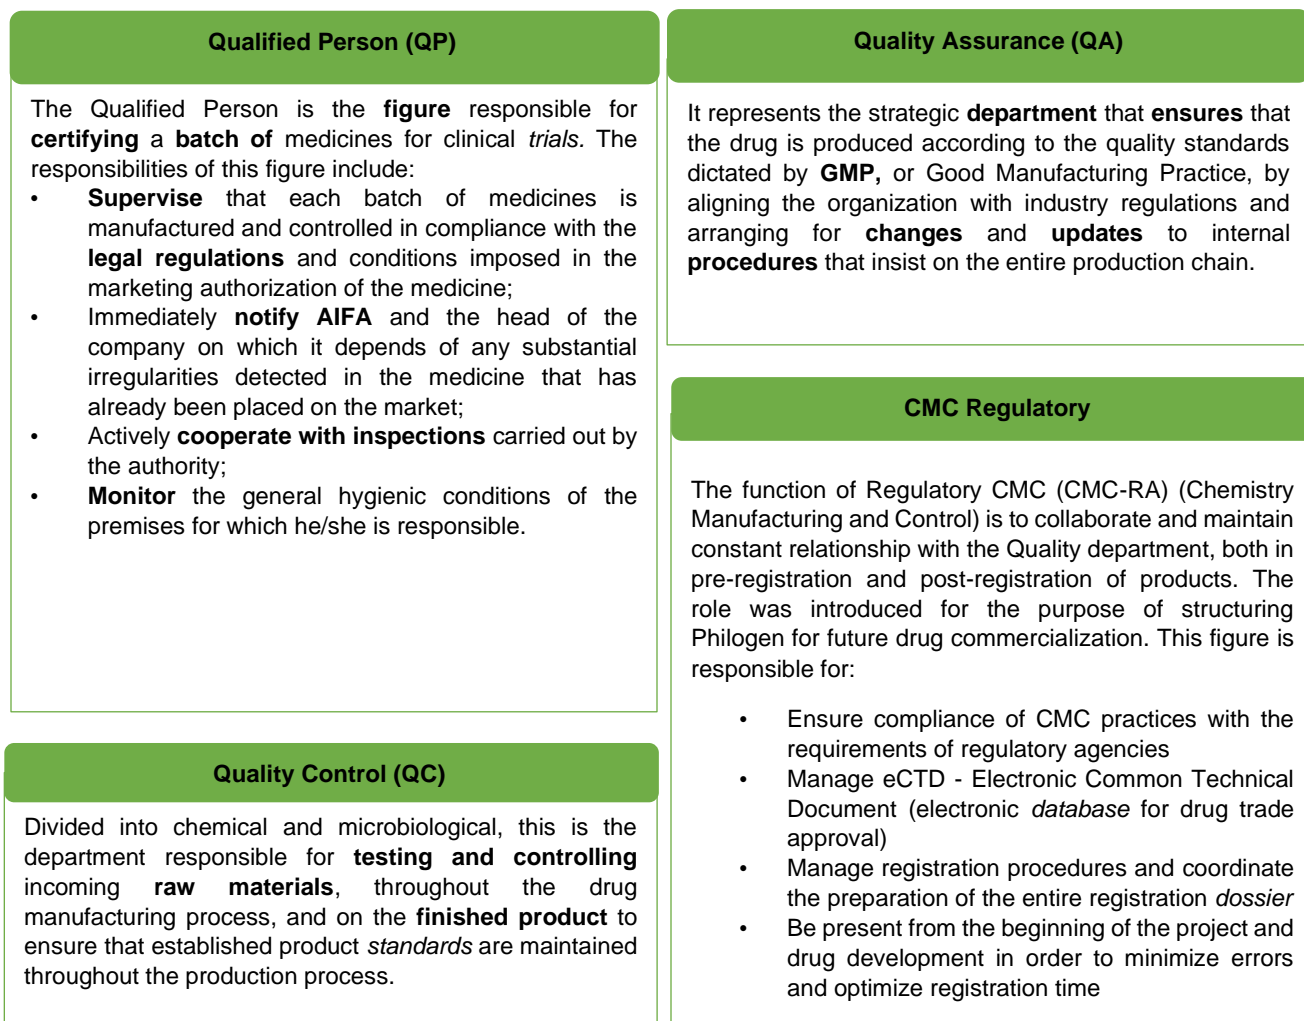 Qualified Person (QP)
The Qualified Person is the figure responsible for
certifying a batch of medicines for clinical trials. The
responsibilities of this figure include:
• Supervise that each batch of medicines is
manufactured and controlled in compliance with the
legal regulations and conditions imposed in the
marketing authorization of the medicine;
• Immediately notify AIFA and the head of the
company on which it depends of any substantial
irregularities detected in the medicine that has
already been placed on the market;
• Actively cooperate with inspections carried out by
the authority;
• Monitor the general hygienic conditions of the
premises for which he/she is responsible.
Quality Control (QC)
Divided into chemical and microbiological, this is the
department responsible for testing and controlling
incoming raw materials, throughout the drug
manufacturing process, and on the finished product to
ensure that established product standards are maintained
throughout the production process.
Quality Assurance (QA)
It represents the strategic department that ensures that
the drug is produced according to the quality standards
dictated by GMP, or Good Manufacturing Practice, by
aligning the organization with industry regulations and
arranging for changes and updates to internal
procedures that insist on the entire production chain.
CMC Regulatory
The function of Regulatory CMC (CMC-RA) (Chemistry
Manufacturing and Control) is to collaborate and maintain
constant relationship with the Quality department, both in
pre-registration and post-registration of products. The
role was introduced for the purpose of structuring
Philogen for future drug commercialization. This figure is
responsible for:
• Ensure compliance of CMC practices with the
requirements of regulatory agencies
• Manage eCTD - Electronic Common Technical
Document (electronic database for drug trade
approval)
• Manage registration procedures and coordinate
the preparation of the entire registration dossier
• Be present from the beginning of the project and
drug development in order to minimize errors
and optimize registration time